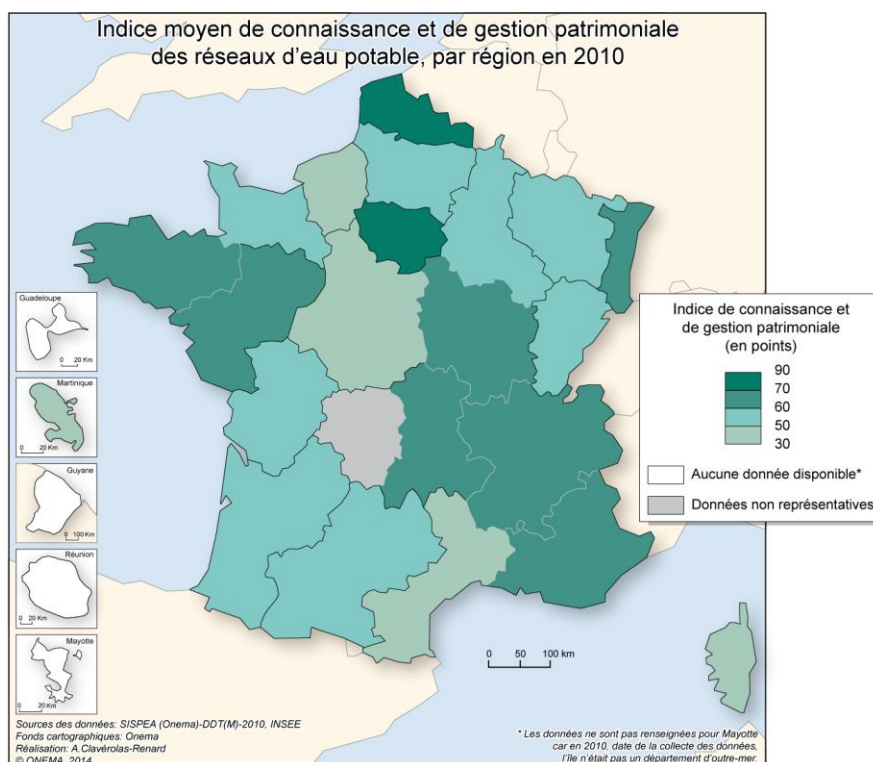 Indice moyen de connaissance et de gestion patrimoniale
des réseaux d'eau potable, par région en 2010
Guadeloupe
0 20 Km
Martinique
0 20 Km
Guyane
0 100 Km
Réunion
0 20 Km
Mayotte
0 20 Km
Indice de connaissance et
de gestion patrimoniale
(en points)
90
70
60
50
30
Aucune donnée disponible*
Données non représentatives
0 50 100 km
Sources des données: SISPEA (Onema)-DDT(M)-2010, INSEE
Fonds cartographiques: Onema
Réalisation: A.Clavérolas-Renard
© ONEMA, 2014
* Les données ne sont pas renseignées pour Mayotte
car en 2010, date de la collecte des données,
l'île n'était pas un département d'outre-mer.